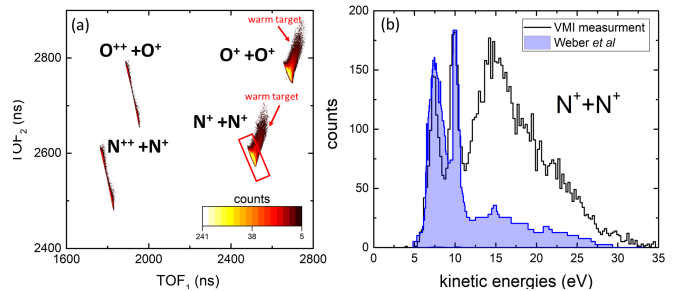 (a)
warm target
O⁺⁺ + O⁺
O⁺ + O⁺
warm target
N⁺⁺ + N⁺
N⁺ + N⁺
counts
241 38 5
2800
2600
2400
TOF₂ (ns)
1600 2000 2400 2800
TOF₁ (ns)
(b)
VMI measurment
Weber et al
N⁺ + N⁺
200
150
100
50
0
counts
0 5 10 15 20 25 30 35
kinetic energies (eV)